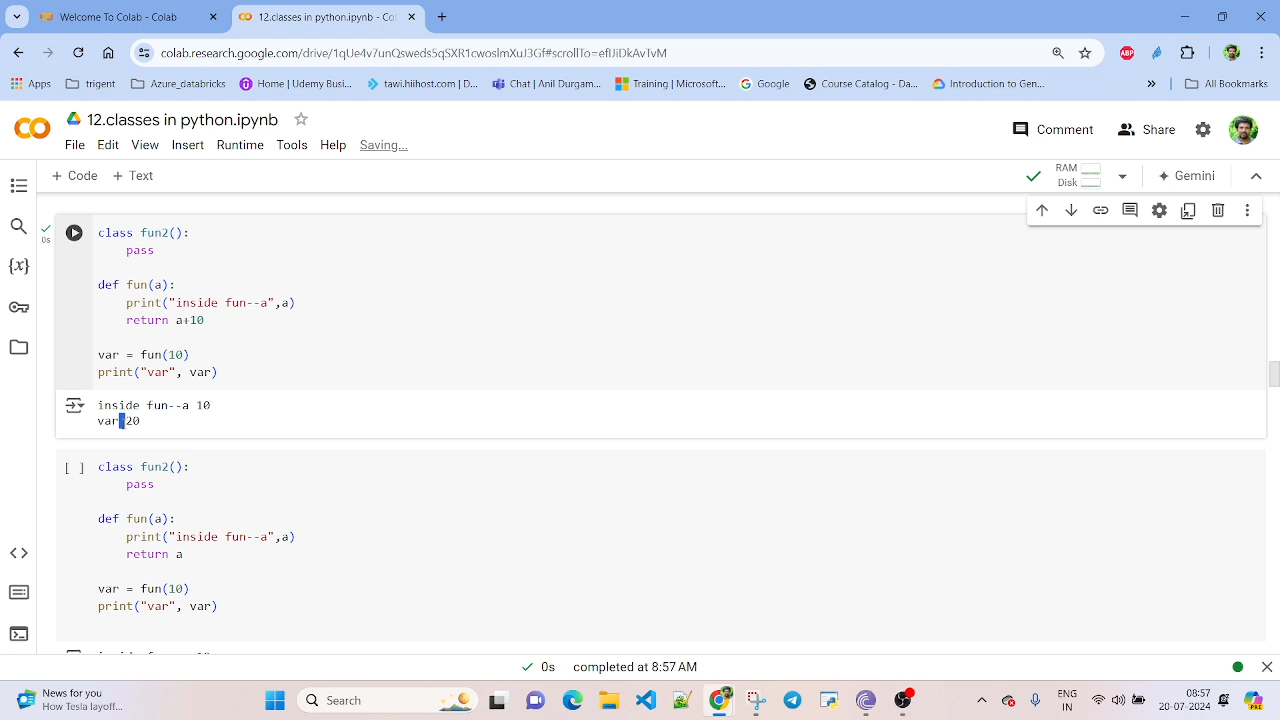 Welcome To Colab - Colab
12.classes in python.ipynb - Col
colab.research.google.com/drive/
Apps
trigent
Azure_databricks
Home | Udemy Busi...
tawi.hiihost.com | D...
Chat | Anil Durgam...
Training | Microsoft...
Google
Course Catalog - Da...
Introduction to Gen...
All Bookmarks
12.classes in python.ipynb
File Edit View Insert Runtime Tools Help Saving...
Comment
Share
+ Code + Text
RAM
Disk
Gemini
0s
class fun2():
pass
def fun(a):
print("inside fun--a",a)
return a+10
var = fun(10)
print("var", var)
inside fun--a 10
var 20
[ ]
class fun2():
pass
def fun(a):
print("inside fun--a",a)
return a
var = fun(10)
print("var", var)
0s completed at 8:57 AM
News for you
How Tesla layoff...
Search
ENG
IN
08:57
20-07-2024